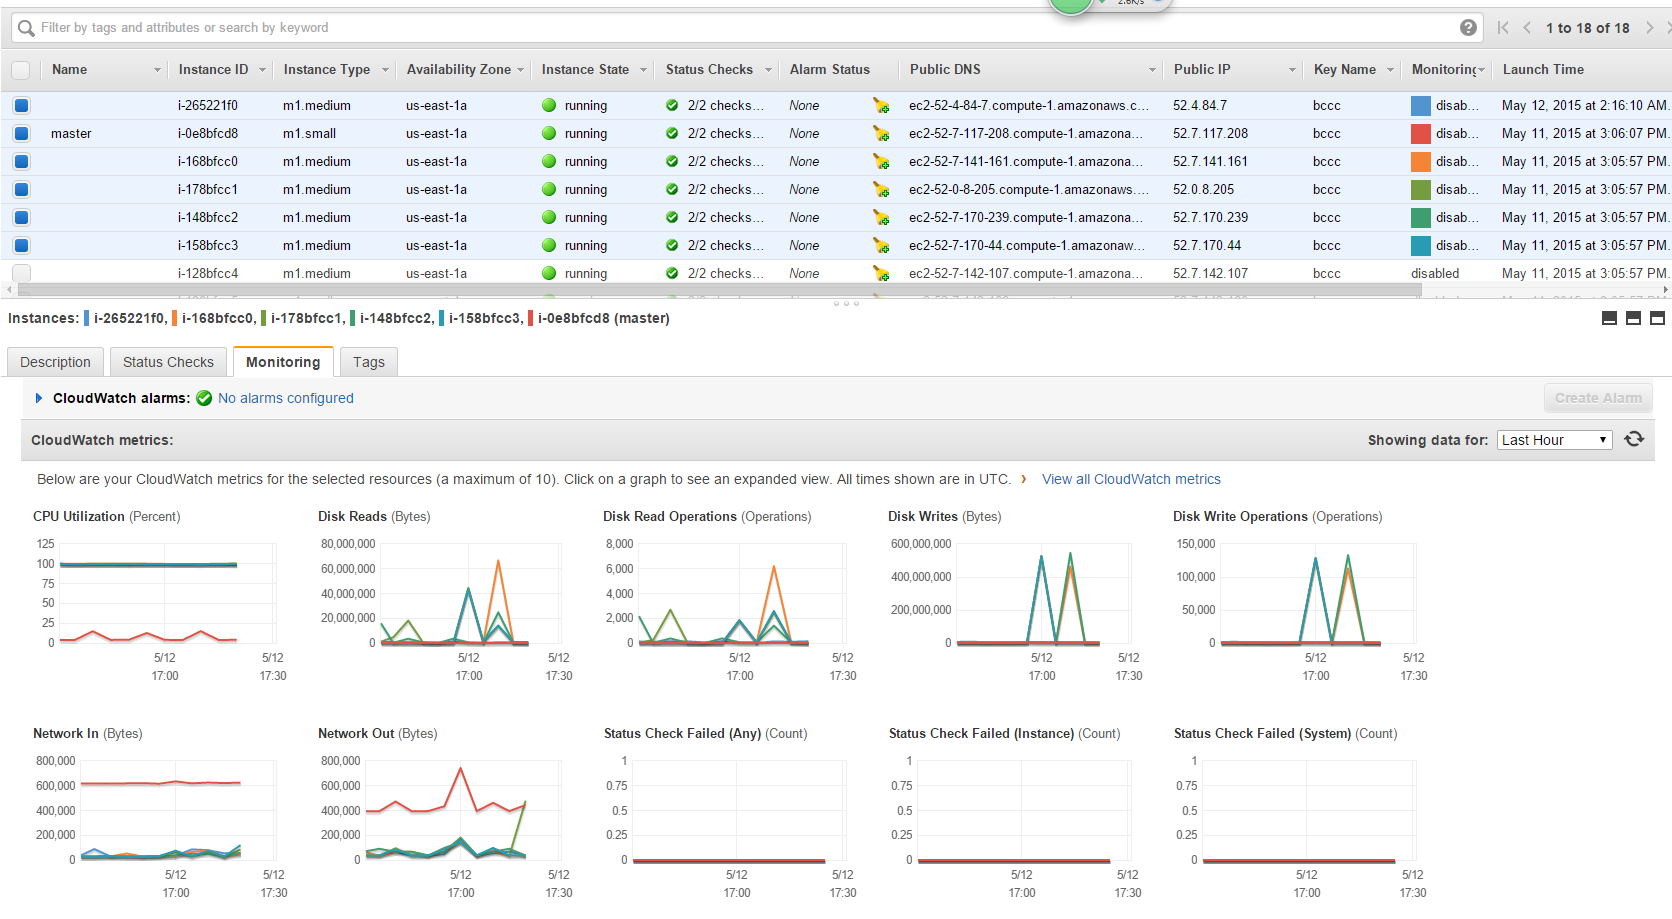 2.6K/s
Filter by tags and attributes or search by keyword ? 1 to 18 of 18
Name Instance ID Instance Type Availability Zone Instance State Status Checks Alarm Status Public DNS Public IP Key Name Monitoring Launch Time
i-265221f0 m1.medium us-east-1a running 2/2 checks... None ec2-52-4-84-7.compute-1.amazonaws.c... 52.4.84.7 bccc disab... May 12, 2015 at 2:16:10 AM
master i-0e8bfcd8 m1.small us-east-1a running 2/2 checks... None ec2-52-7-117-208.compute-1.amazona... 52.7.117.208 bccc disab... May 11, 2015 at 3:06:07 PM
i-168bfcc0 m1.medium us-east-1a running 2/2 checks... None ec2-52-7-141-161.compute-1.amazona... 52.7.141.161 bccc disab... May 11, 2015 at 3:05:57 PM
i-178bfcc1 m1.medium us-east-1a running 2/2 checks... None ec2-52-0-8-205.compute-1.amazonaws.... 52.0.8.205 bccc disab... May 11, 2015 at 3:05:57 PM
i-148bfcc2 m1.medium us-east-1a running 2/2 checks... None ec2-52-7-170-239.compute-1.amazona... 52.7.170.239 bccc disab... May 11, 2015 at 3:05:57 PM
i-158bfcc3 m1.medium us-east-1a running 2/2 checks... None ec2-52-7-170-44.compute-1.amazonaw... 52.7.170.44 bccc disab... May 11, 2015 at 3:05:57 PM
i-128bfcc4 m1.medium us-east-1a running 2/2 checks... None ec2-52-7-142-107.compute-1.amazona... 52.7.142.107 bccc disabled May 11, 2015 at 3:05:57 PM
Instances: i-265221f0, i-168bfcc0, i-178bfcc1, i-148bfcc2, i-158bfcc3, i-0e8bfcd8 (master)
Description Status Checks Monitoring Tags
CloudWatch alarms: No alarms configured Create Alarm
CloudWatch metrics: Showing data for: Last Hour
Below are your CloudWatch metrics for the selected resources (a maximum of 10). Click on a graph to see an expanded view. All times shown are in UTC. › View all CloudWatch metrics
CPU Utilization (Percent)
125
100
75
50
25
0
5/12 5/12
17:00 17:30
Disk Reads (Bytes)
80,000,000
60,000,000
40,000,000
20,000,000
0
5/12 5/12
17:00 17:30
Disk Read Operations (Operations)
8,000
6,000
4,000
2,000
0
5/12 5/12
17:00 17:30
Disk Writes (Bytes)
600,000,000
400,000,000
200,000,000
0
5/12 5/12
17:00 17:30
Disk Write Operations (Operations)
150,000
100,000
50,000
0
5/12 5/12
17:00 17:30
Network In (Bytes)
800,000
600,000
400,000
200,000
0
5/12 5/12
17:00 17:30
Network Out (Bytes)
800,000
600,000
400,000
200,000
0
5/12 5/12
17:00 17:30
Status Check Failed (Any) (Count)
1
0.75
0.5
0.25
0
5/12 5/12
17:00 17:30
Status Check Failed (Instance) (Count)
1
0.75
0.5
0.25
0
5/12 5/12
17:00 17:30
Status Check Failed (System) (Count)
1
0.75
0.5
0.25
0
5/12 5/12
17:00 17:30